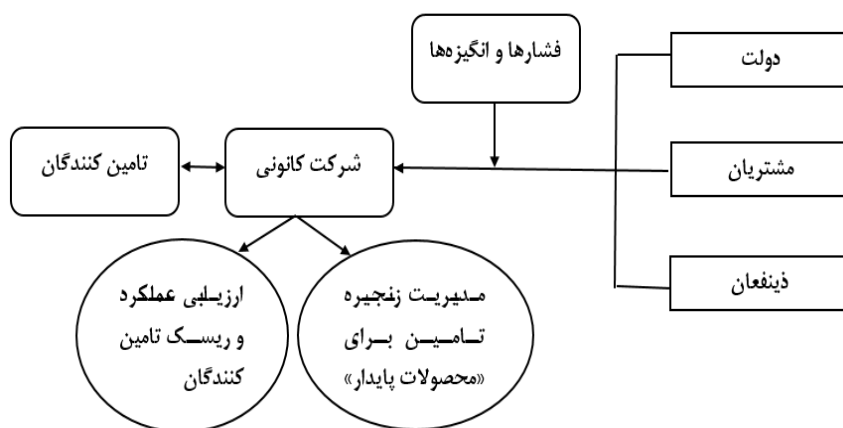 فشارها و انگیزه‌ها
دولت
مشتریان
ذینفعان
شرکت کانونی
تامین کنندگان
مدیریت زنجیره
تامین برای
«محصولات پایدار»
ارزیابی عملکرد
و ریسک تامین
کنندگان